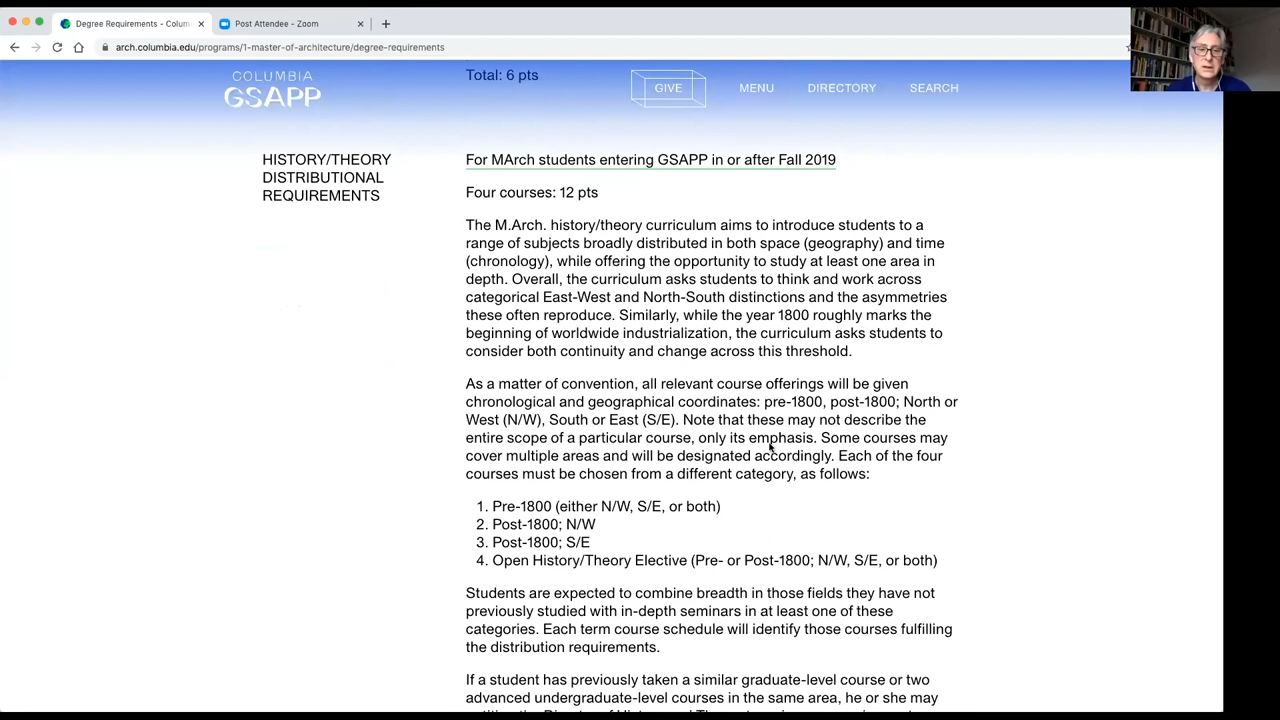 Degree Requirements - Colum
Post Attendee - Zoom
arch.columbia.edu/programs/1-master-of-architecture/degree-requirements
Total: 6 pts
COLUMBIA
GSAPP
GIVE
MENU
DIRECTORY
SEARCH
HISTORY/THEORY
DISTRIBUTIONAL
REQUIREMENTS
For MArch students entering GSAPP in or after Fall 2019
Four courses: 12 pts
The M.Arch. history/theory curriculum aims to introduce students to a
range of subjects broadly distributed in both space (geography) and time
(chronology), while offering the opportunity to study at least one area in
depth. Overall, the curriculum asks students to think and work across
categorical East-West and North-South distinctions and the asymmetries
these often reproduce. Similarly, while the year 1800 roughly marks the
beginning of worldwide industrialization, the curriculum asks students to
consider both continuity and change across this threshold.
As a matter of convention, all relevant course offerings will be given
chronological and geographical coordinates: pre-1800, post-1800; North or
West (N/W), South or East (S/E). Note that these may not describe the
entire scope of a particular course, only its emphasis. Some courses may
cover multiple areas and will be designated accordingly. Each of the four
courses must be chosen from a different category, as follows:
1. Pre-1800 (either N/W, S/E, or both)
2. Post-1800; N/W
3. Post-1800; S/E
4. Open History/Theory Elective (Pre- or Post-1800; N/W, S/E, or both)
Students are expected to combine breadth in those fields they have not
previously studied with in-depth seminars in at least one of these
categories. Each term course schedule will identify those courses fulfilling
the distribution requirements.
If a student has previously taken a similar graduate-level course or two
advanced undergraduate-level courses in the same area, he or she may